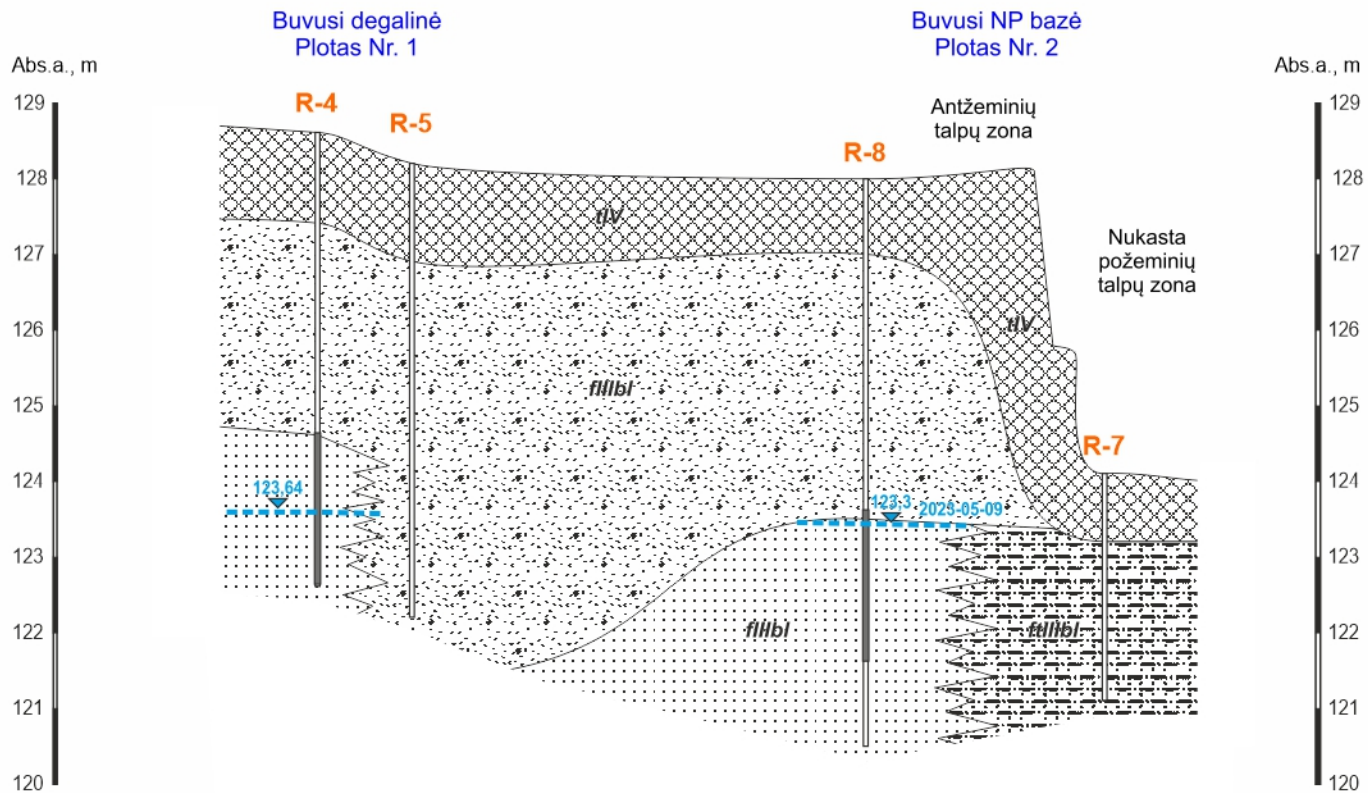 Buvusi degalinė
Plotas Nr. 1
Buvusi NP bazė
Plotas Nr. 2
Abs.a., m
Abs.a., m
129
128
127
126
125
124
123
122
121
120
R-4
R-5
R-8
R-7
Antžeminių
talpų zona
Nukasta
požeminių
talpų zona
tIV
tIV
fIIIbl
fIIIbl
ftIIIbl
123,64
123,3
2023-05-09
129
128
127
126
125
124
123
122
121
120